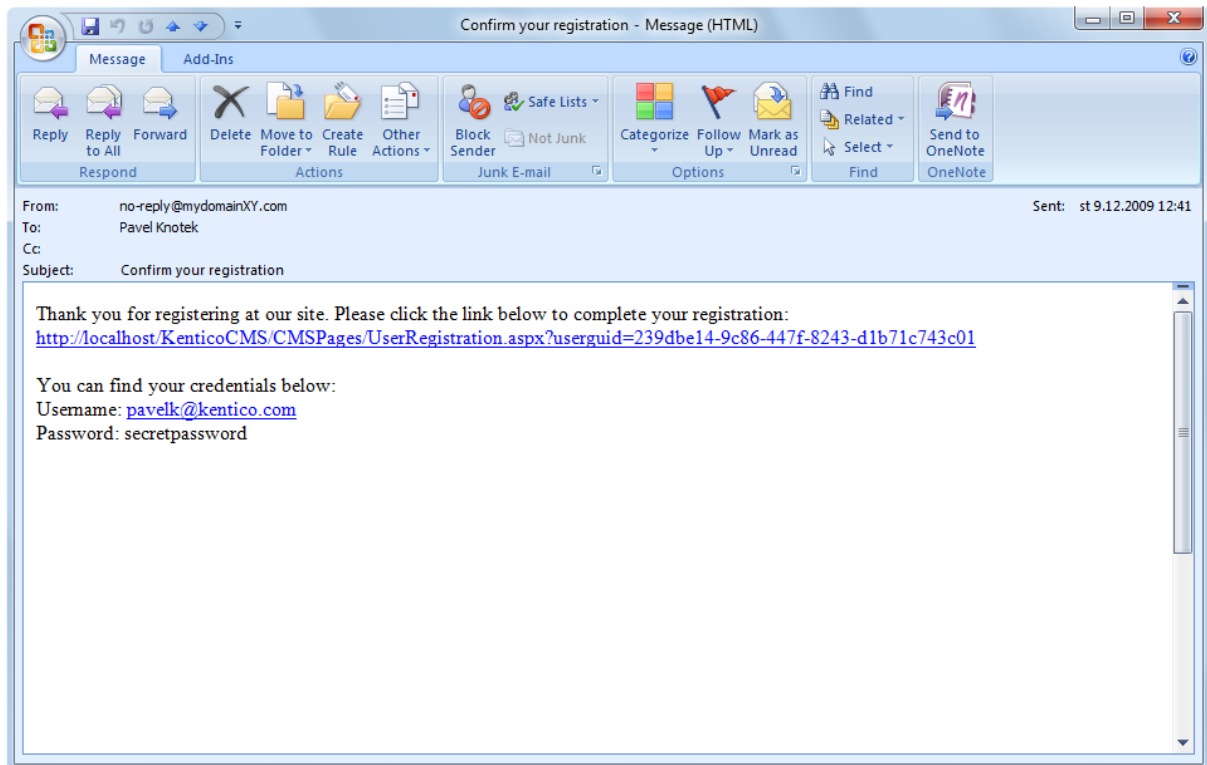 Confirm your registration - Message (HTML)
Message Add-Ins
Reply Reply to All Forward
Respond
Delete Move to Folder Create Rule Other Actions
Actions
Block Sender Safe Lists Not Junk
Junk E-mail
Categorize Follow Up Mark as Unread
Options
Find Related Select
Find
Send to OneNote
OneNote
From: no-reply@mydomainXY.com Sent: st 9.12.2009 12:41
To: Pavel Knotek
Cc:
Subject: Confirm your registration
Thank you for registering at our site. Please click the link below to complete your registration:
http://localhost/KenticoCMS/CMSPages/UserRegistration.aspx?userguid=239dbe14-9c86-447f-8243-d1b71c743c01
You can find your credentials below:
Username: pavelk@kentico.com
Password: secretpassword